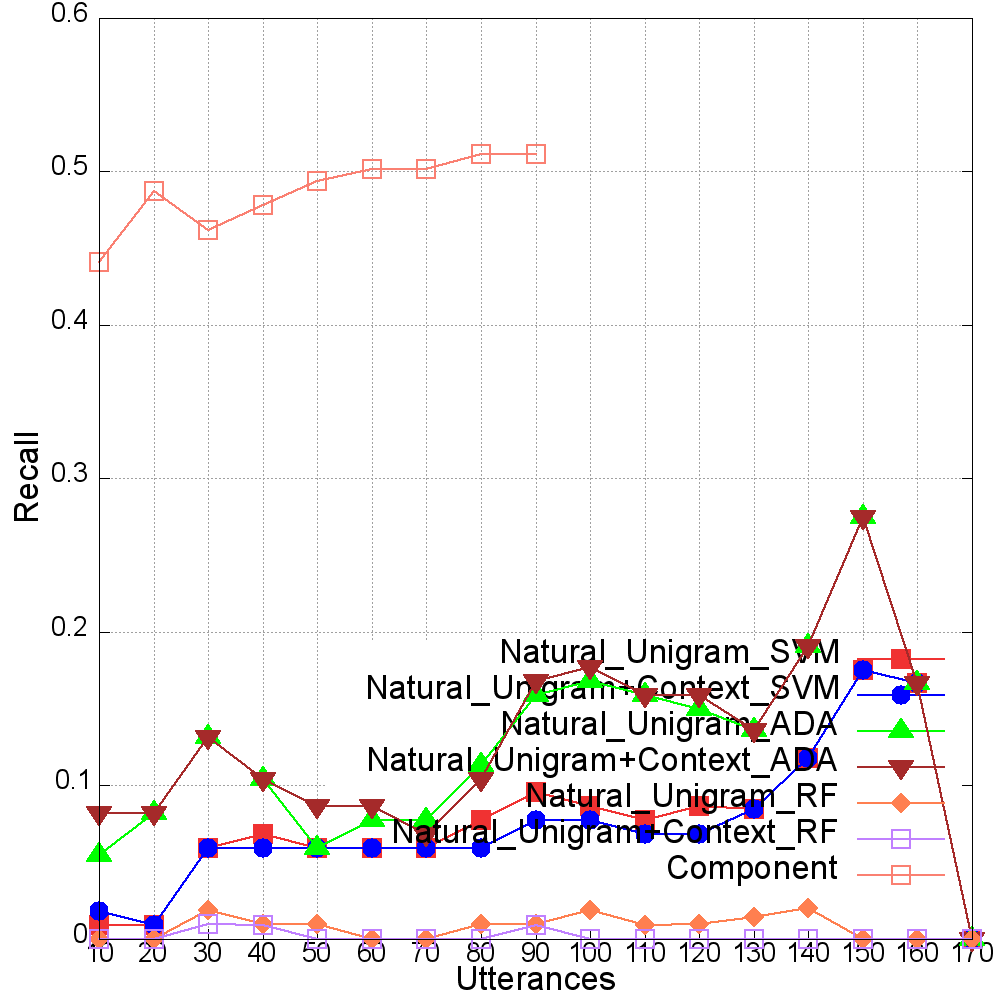 0.6
0.5
0.4
0.3
0.2
0.1
0
Recall
Natural_Unigram_SVM
Natural_Unigram+Context_SVM
Natural_Unigram_ADA
Natural_Unigram+Context_ADA
Natural_Unigram_RF
Natural_Unigram+Context_RF
Component
10 20 30 40 50 60 70 80 90 100 110 120 130 140 150 160 170
Utterances